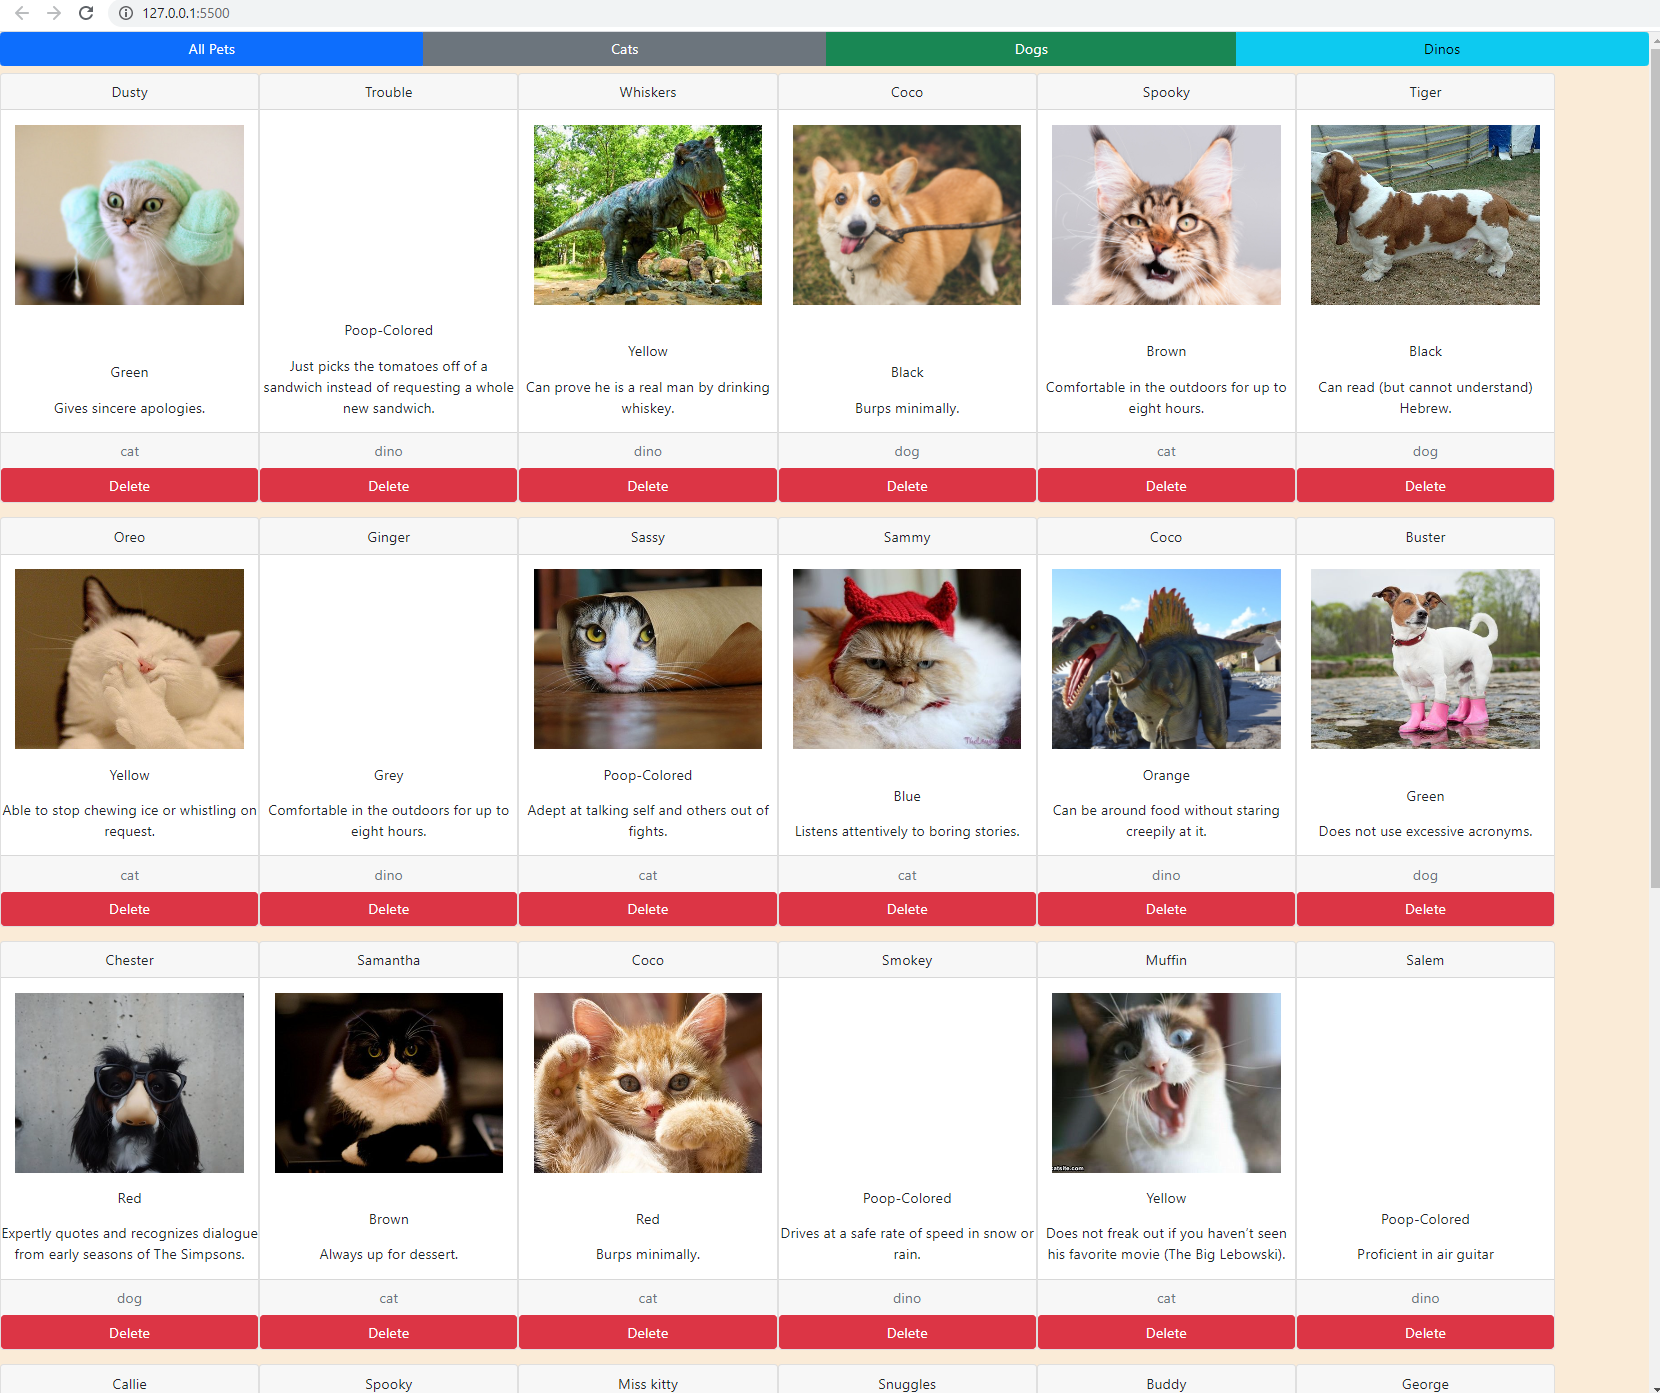 127.0.0.1:5500
All Pets Cats Dogs Dinos
Dusty Trouble Whiskers Coco Spooky Tiger
Green
Gives sincere apologies.
Poop-Colored
Just picks the tomatoes off of a
sandwich instead of requesting a whole
new sandwich.
Yellow
Can prove he is a real man by drinking
whiskey.
Black
Burps minimally.
Brown
Comfortable in the outdoors for up to
eight hours.
Black
Can read (but cannot understand)
Hebrew.
cat dino dino dog cat dog
Delete Delete Delete Delete Delete Delete
Oreo Ginger Sassy Sammy Coco Buster
Yellow
Able to stop chewing ice or whistling on
request.
Grey
Comfortable in the outdoors for up to
eight hours.
Poop-Colored
Adept at talking self and others out of
fights.
Blue
Listens attentively to boring stories.
Orange
Can be around food without staring
creepily at it.
Green
Does not use excessive acronyms.
cat dino cat cat dino dog
Delete Delete Delete Delete Delete Delete
Chester Samantha Coco Smokey Muffin Salem
catsite.com
Red
Expertly quotes and recognizes dialogue
from early seasons of The Simpsons.
Brown
Always up for dessert.
Red
Burps minimally.
Poop-Colored
Drives at a safe rate of speed in snow or
rain.
Yellow
Does not freak out if you haven’t seen
his favorite movie (The Big Lebowski).
Poop-Colored
Proficient in air guitar
dog cat cat dino cat dino
Delete Delete Delete Delete Delete Delete
Callie Spooky Miss kitty Snuggles Buddy George